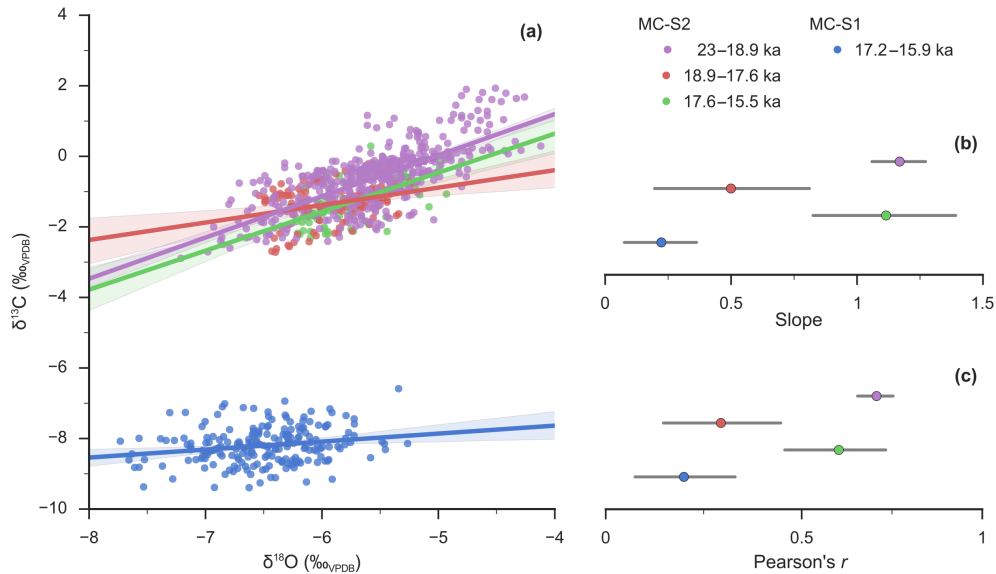 (a)
4
2
0
−2
−4
−6
−8
−10
δ13C (‰VPDB)
−8
−7
−6
−5
−4
δ18O (‰VPDB)
MC-S2
23–18.9 ka
18.9–17.6 ka
17.6–15.5 ka
MC-S1
17.2–15.9 ka
(b)
0
0.5
1
1.5
Slope
(c)
0
0.5
1
Pearson's r